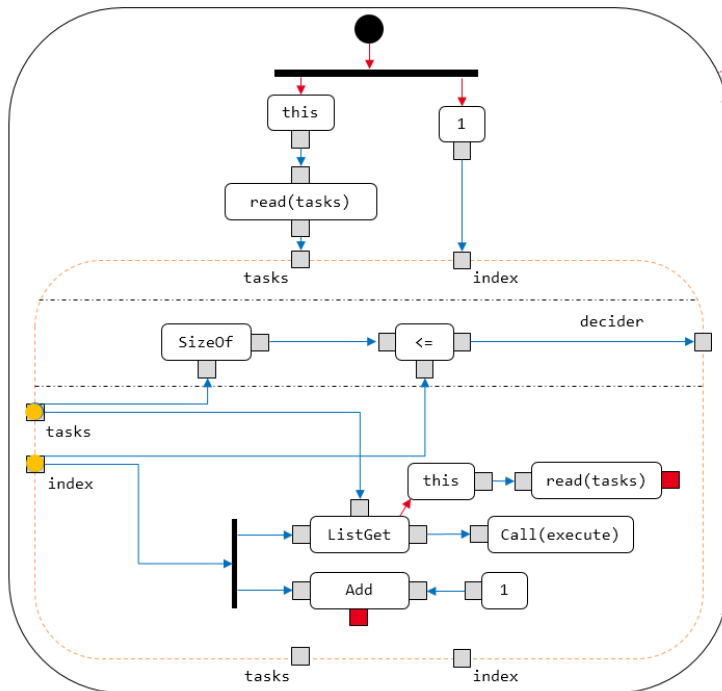 this
1
read(tasks)
tasks
index
decider
SizeOf
<=
tasks
index
this
read(tasks)
ListGet
Call(execute)
Add
1
tasks
index